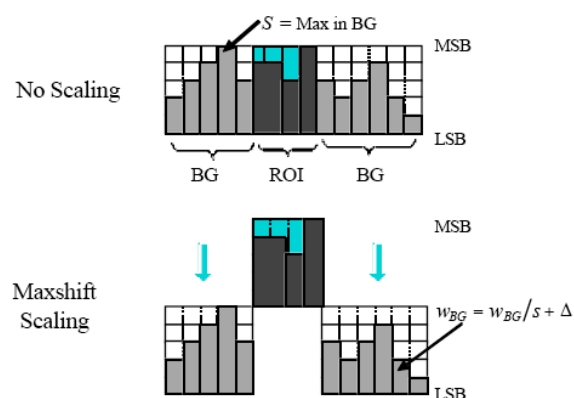 S = Max in BG
MSB
No Scaling
LSB
BG ROI BG
MSB
Maxshift
Scaling
w_BG = w_BG/s + Δ
LSB